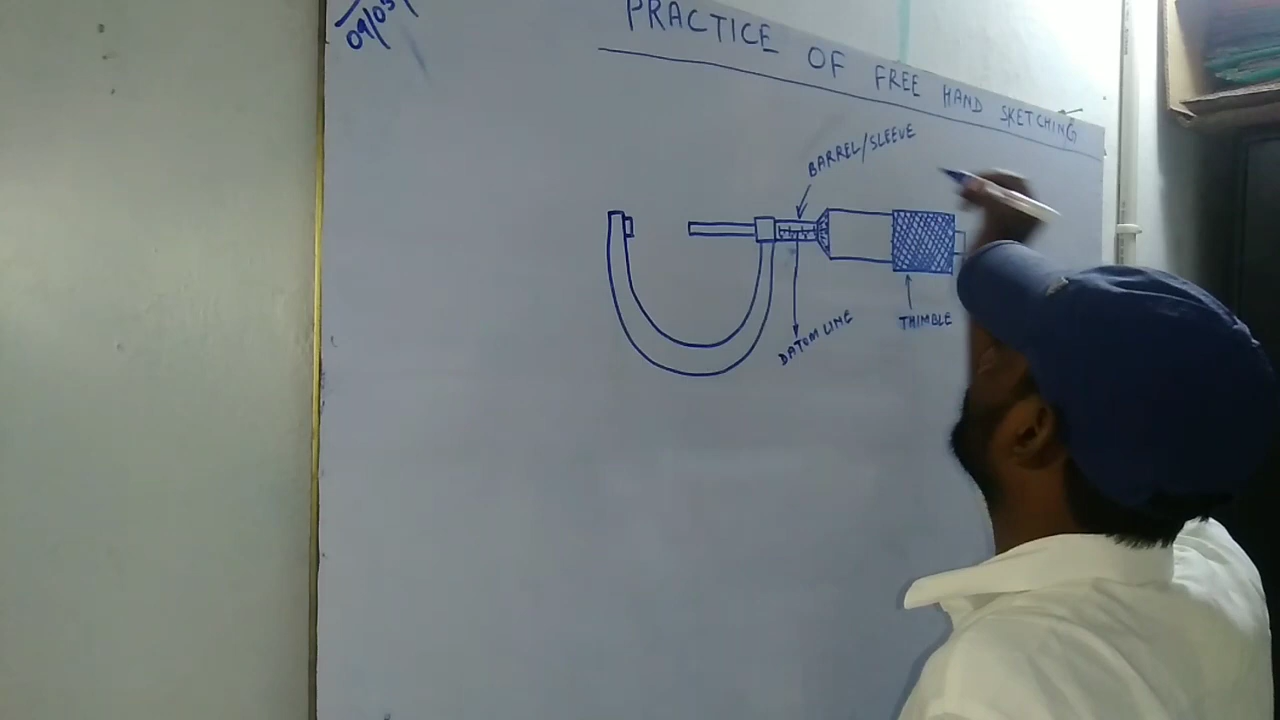 09/05/
PRACTICE OF FREE HAND SKETCHING
BARREL/SLEEVE
DATUM LINE
THIMBLE